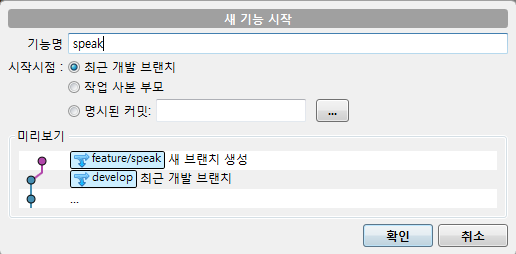 새 기능 시작
기능명 speak
시작시점 : 최근 개발 브랜치
작업 사본 부모
명시된 커밋: ...
미리보기
feature/speak 새 브랜치 생성
develop 최근 개발 브랜치
...
확인 취소